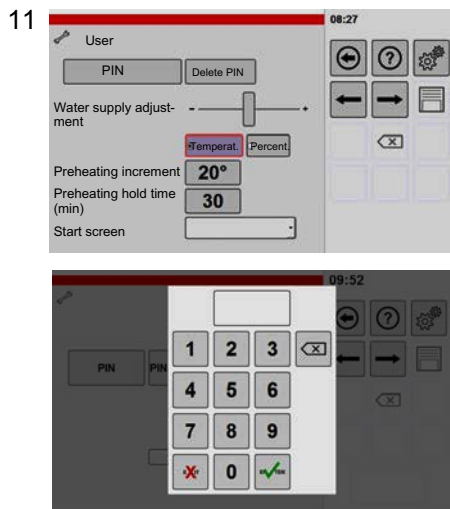 11
08:27
User
PIN
Delete PIN
Water supply adjust-
ment
- +
Temperat. Percent.
Preheating increment 20°
Preheating hold time
(min) 30
Start screen
09:52
PIN PIN
1 2 3
4 5 6
7 8 9
0